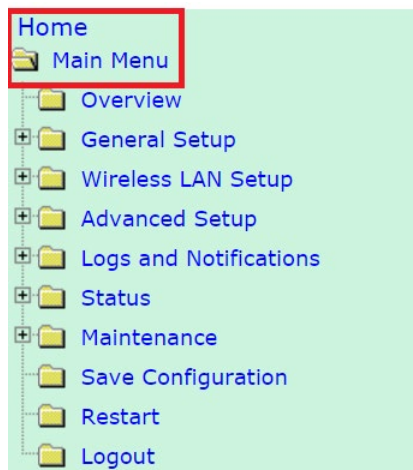 Home
Main Menu
Overview
General Setup
Wireless LAN Setup
Advanced Setup
Logs and Notifications
Status
Maintenance
Save Configuration
Restart
Logout